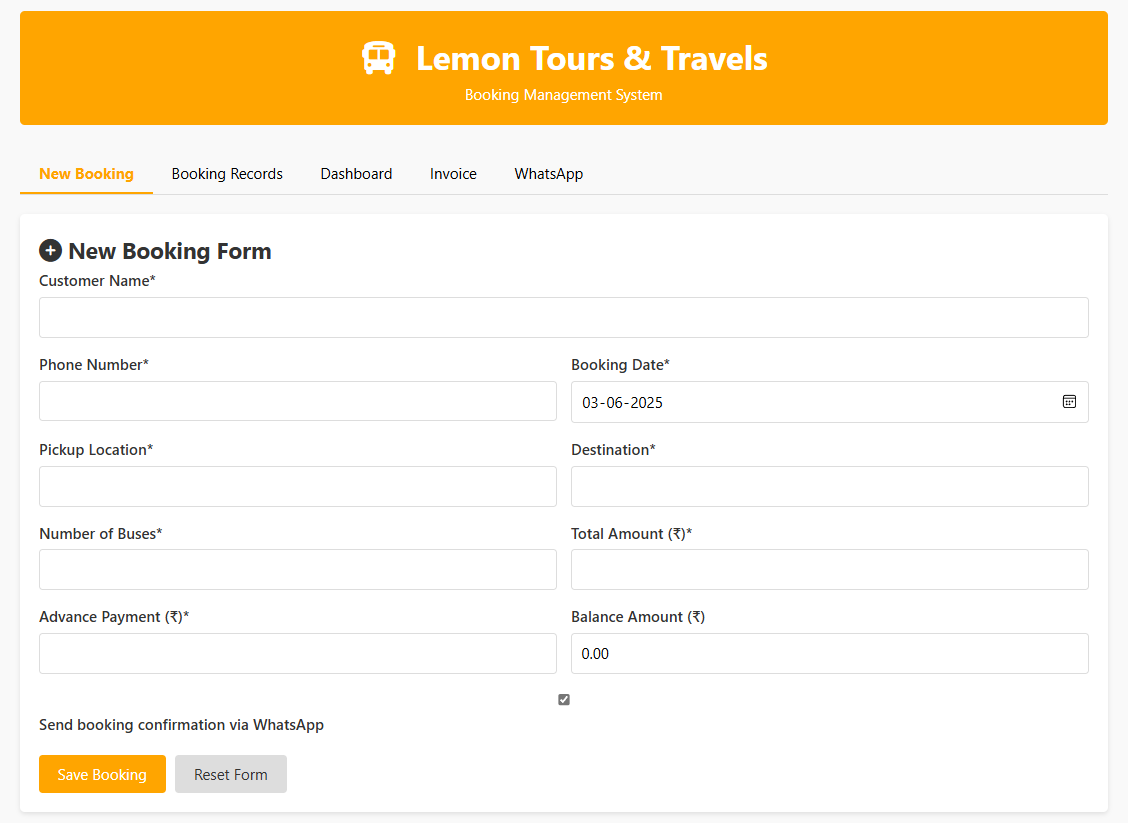 Lemon Tours & Travels
Booking Management System
New Booking Booking Records Dashboard Invoice WhatsApp
New Booking Form
Customer Name*
Phone Number* Booking Date*
03-06-2025
Pickup Location* Destination*
Number of Buses* Total Amount (₹)*
Advance Payment (₹)* Balance Amount (₹)
0.00
Send booking confirmation via WhatsApp
Save Booking Reset Form